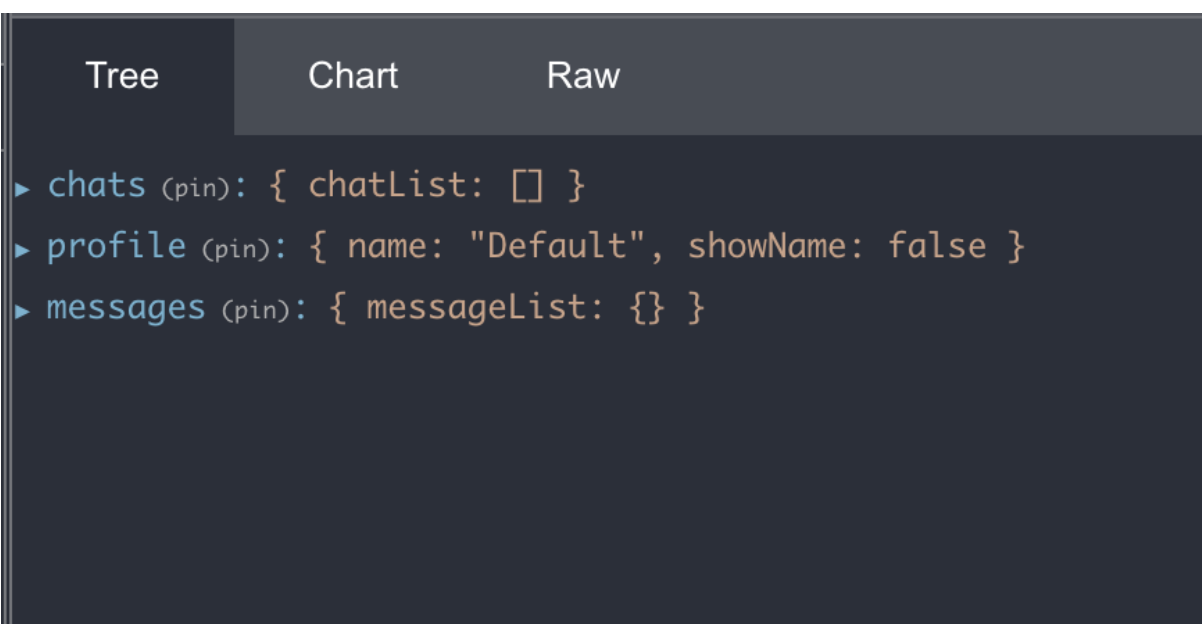 Tree Chart Raw
chats (pin): { chatList: [] }
profile (pin): { name: "Default", showName: false }
messages (pin): { messageList: {} }